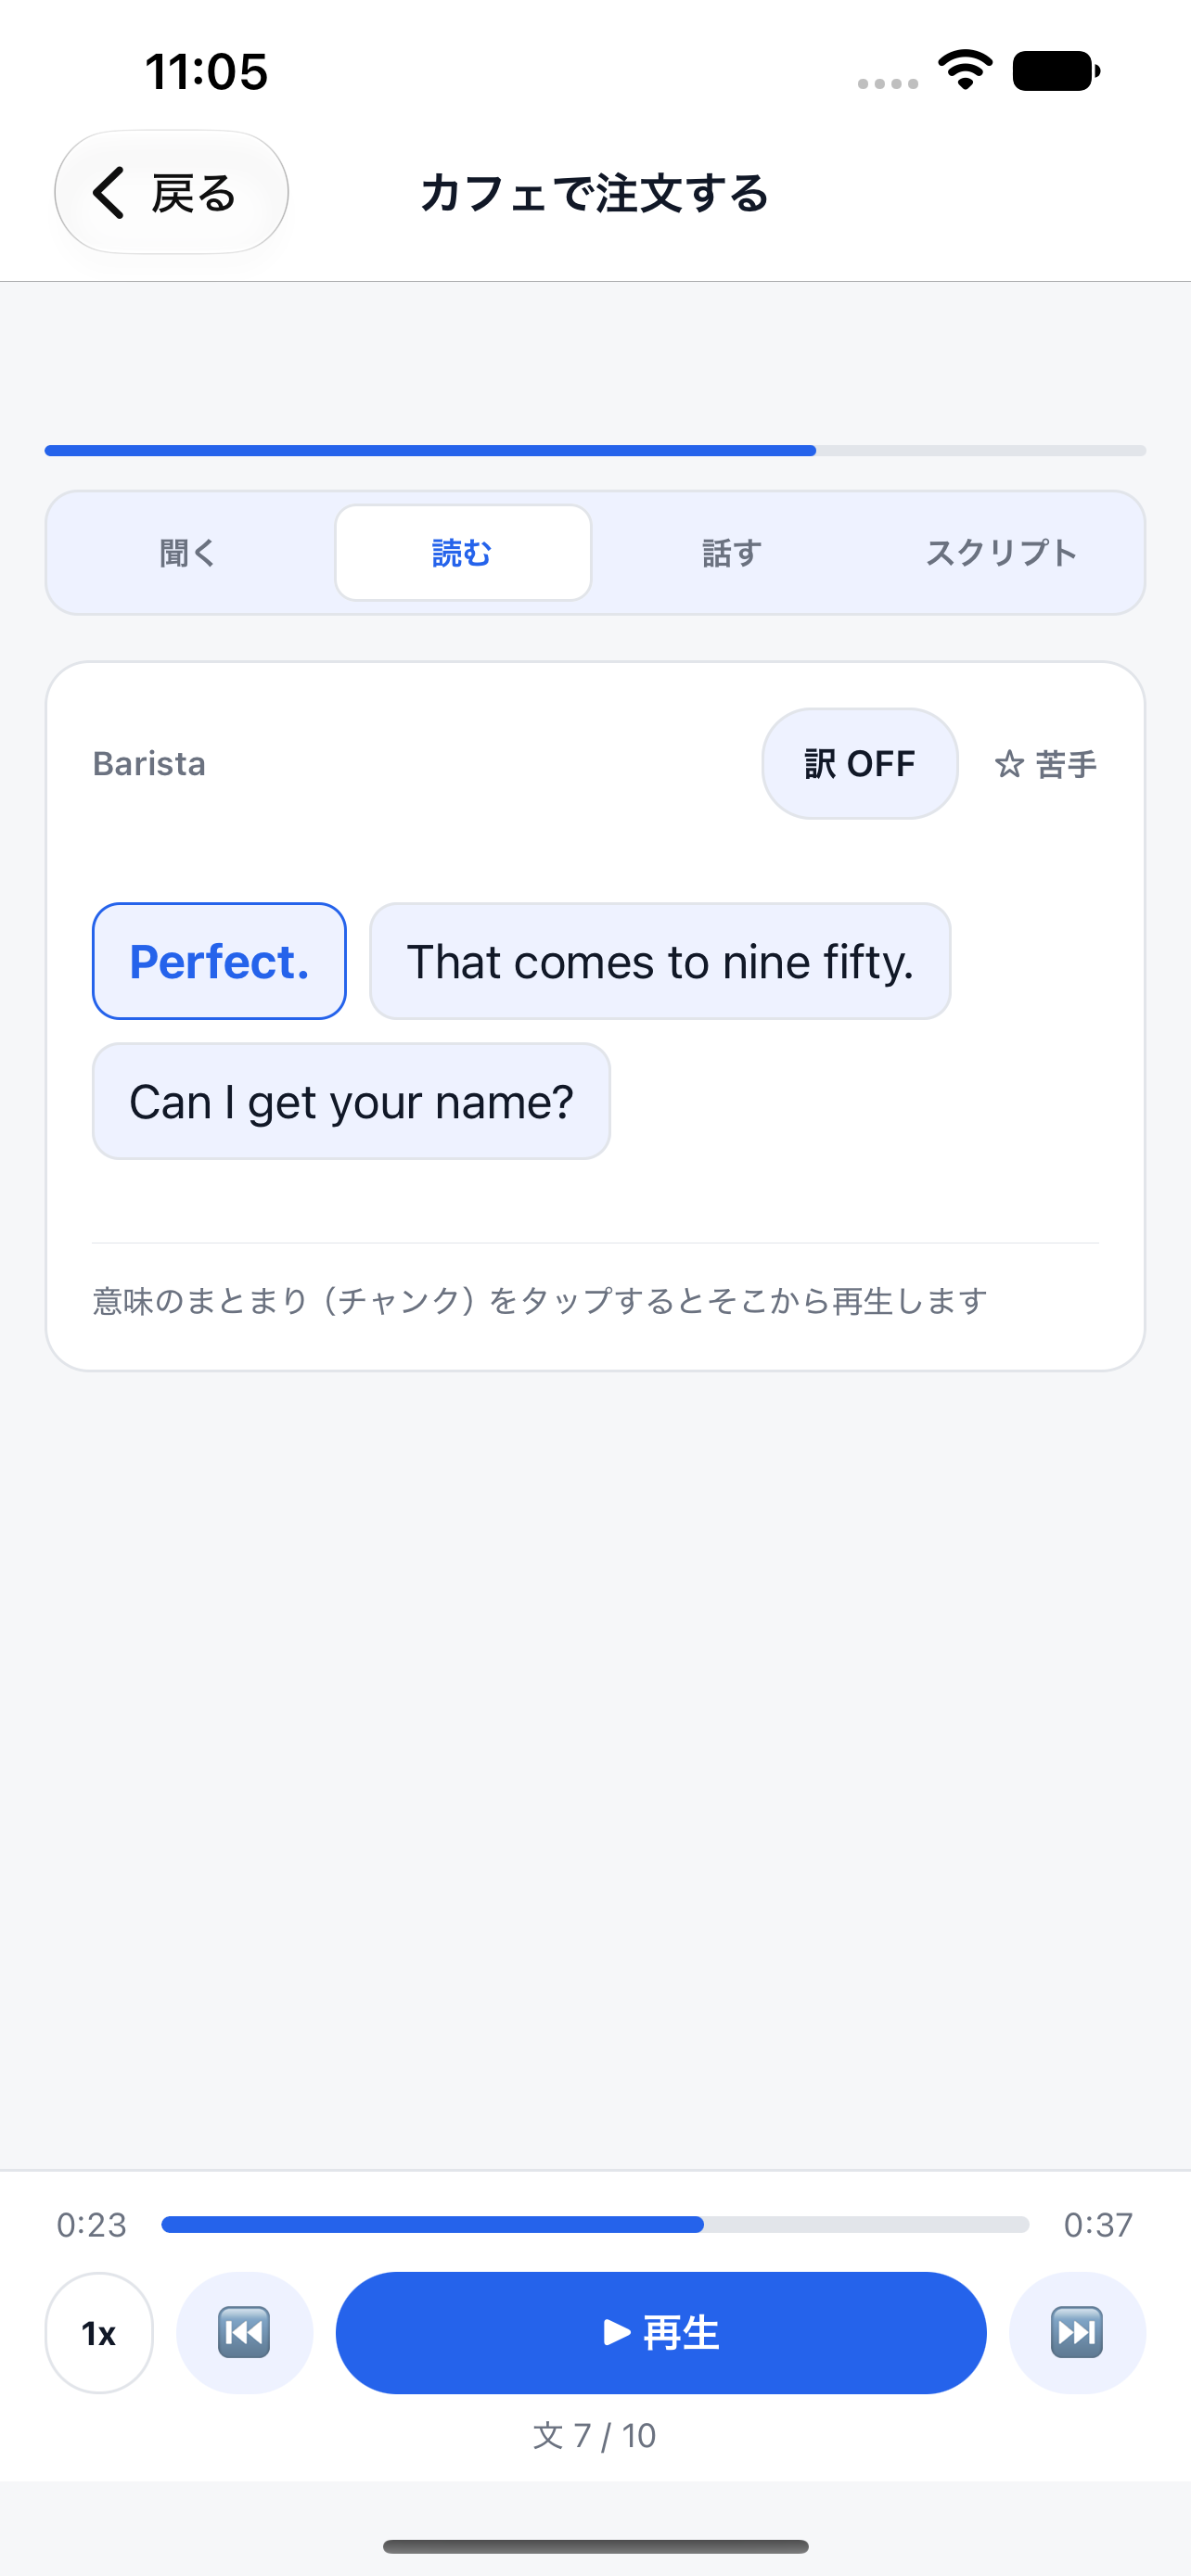 11:05
戻る
カフェで注文する
聞く 読む 話す スクリプト
Barista 訳 OFF ☆ 苦手
Perfect. That comes to nine fifty.
Can I get your name?
意味のまとまり（チャンク）をタップするとそこから再生します
0:23 0:37
1x ⏮ ▶ 再生 ⏭
文 7 / 10